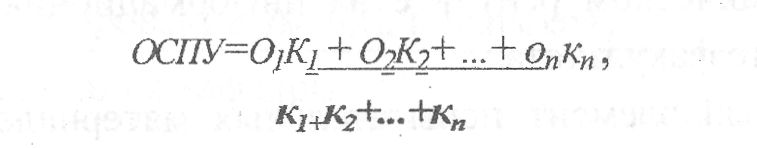 ОСПУ=О₁К₁ + О₂К₂+ ... + оₙкₙ,
к₁₊к₂+...+кₙ